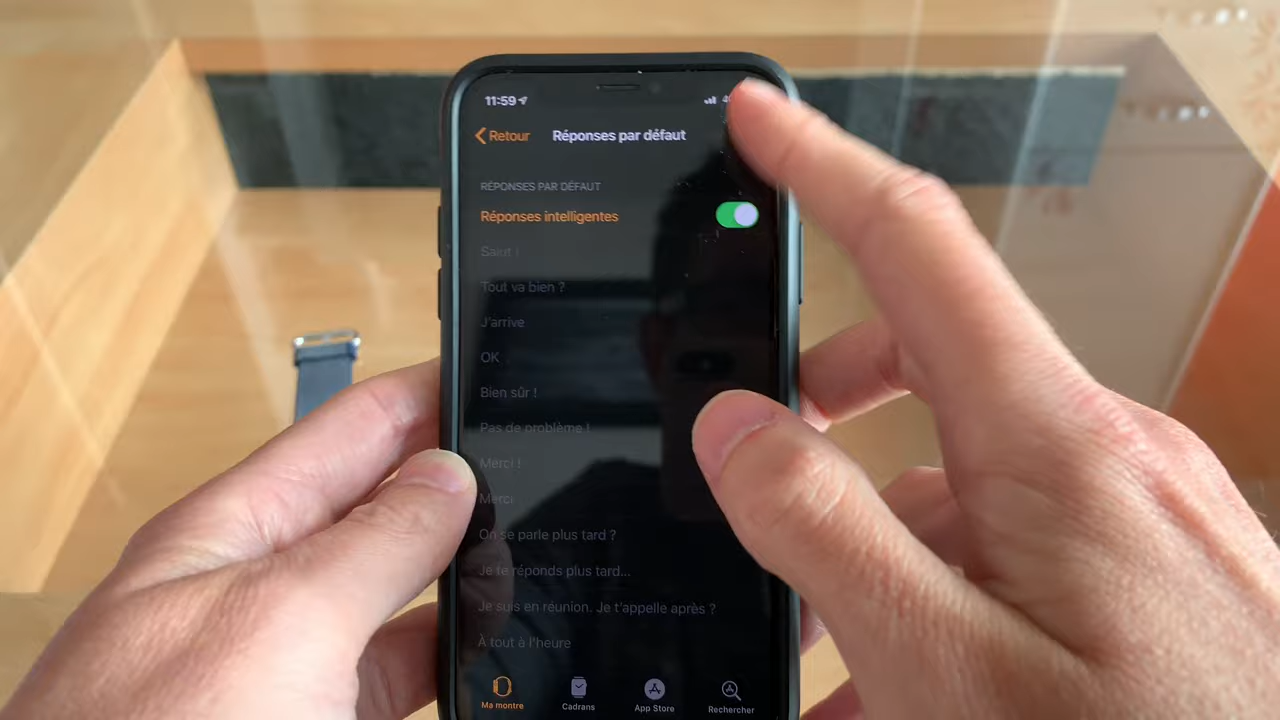 11:59
Retour
Réponses par défaut
RÉPONSES PAR DÉFAUT
Réponses intelligentes
Salut !
Tout va bien ?
J'arrive
OK
Bien sûr !
Pas de problème !
Merci !
Merci
On se parle plus tard ?
Je te réponds plus tard...
Je suis en réunion. Je t'appelle après ?
À tout à l'heure
Ma montre
Cadrans
App Store
Rechercher